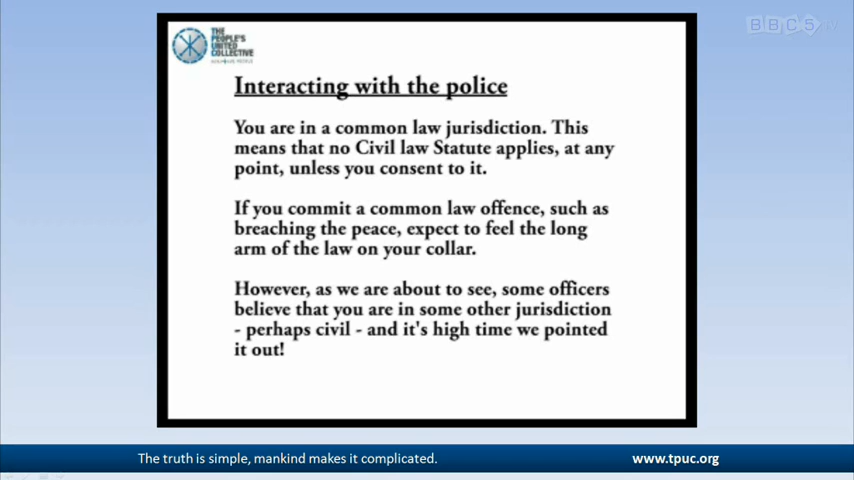 BBC5.tv
THE
PEOPLE'S
UNITED
COLLECTIVE
Interacting with the police
You are in a common law jurisdiction. This
means that no Civil law Statute applies, at any
point, unless you consent to it.
If you commit a common law offence, such as
breaching the peace, expect to feel the long
arm of the law on your collar.
However, as we are about to see, some officers
believe that you are in some other jurisdiction
- perhaps civil - and it's high time we pointed
it out!
The truth is simple, mankind makes it complicated.
www.tpuc.org